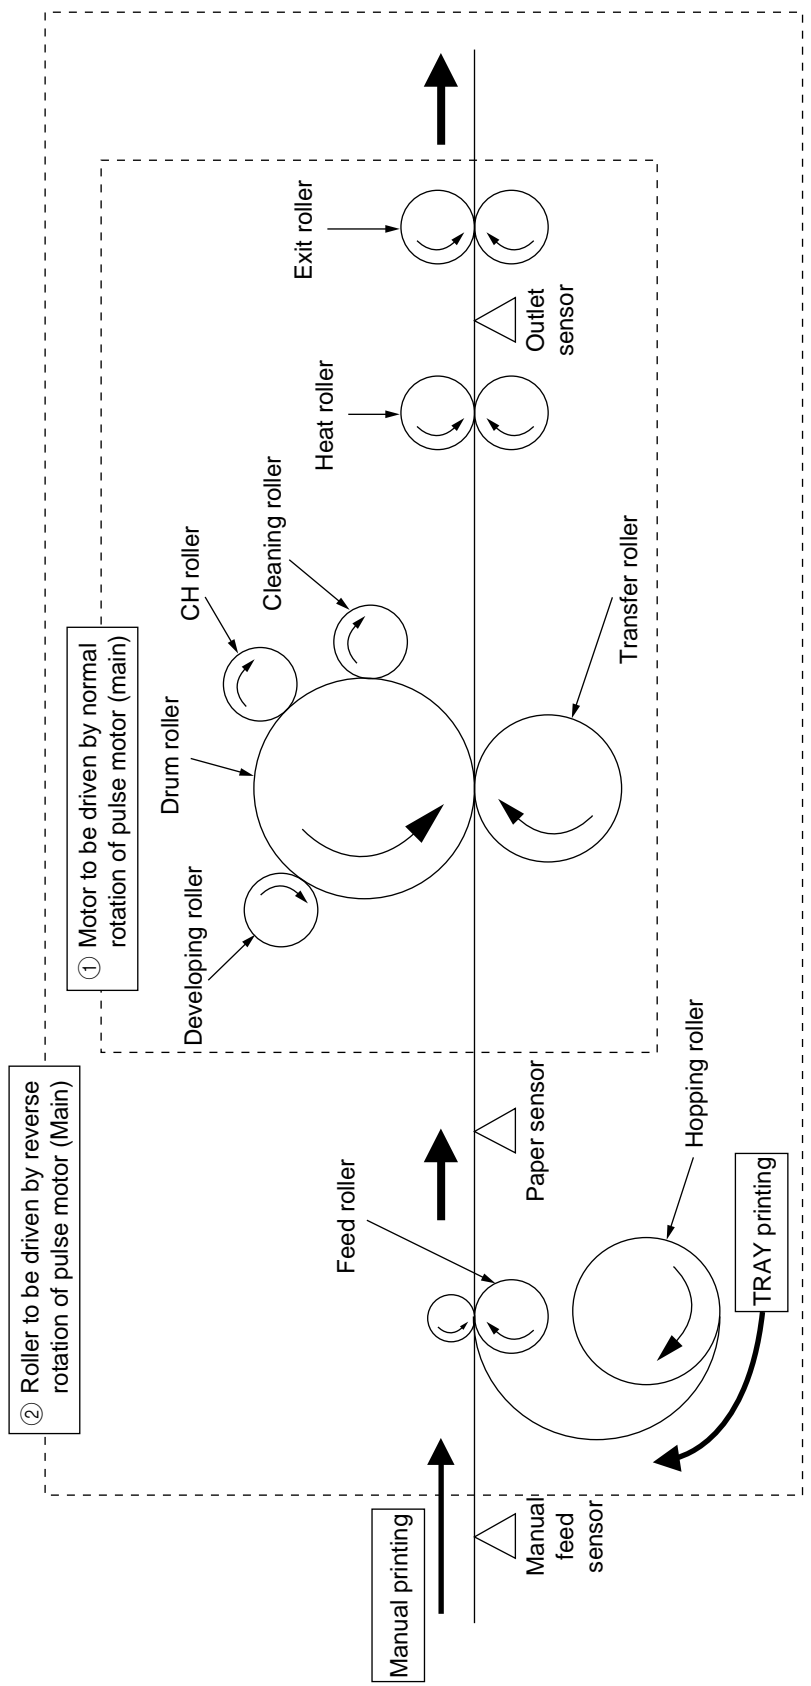 ② Roller to be driven by reverse
rotation of pulse motor (Main)
① Motor to be driven by normal
rotation of pulse motor (main)
Manual printing
Manual
feed
sensor
TRAY printing
Hopping roller
Feed roller
Paper sensor
Developing roller
Drum roller
CH roller
Cleaning roller
Transfer roller
Heat roller
Outlet
sensor
Exit roller